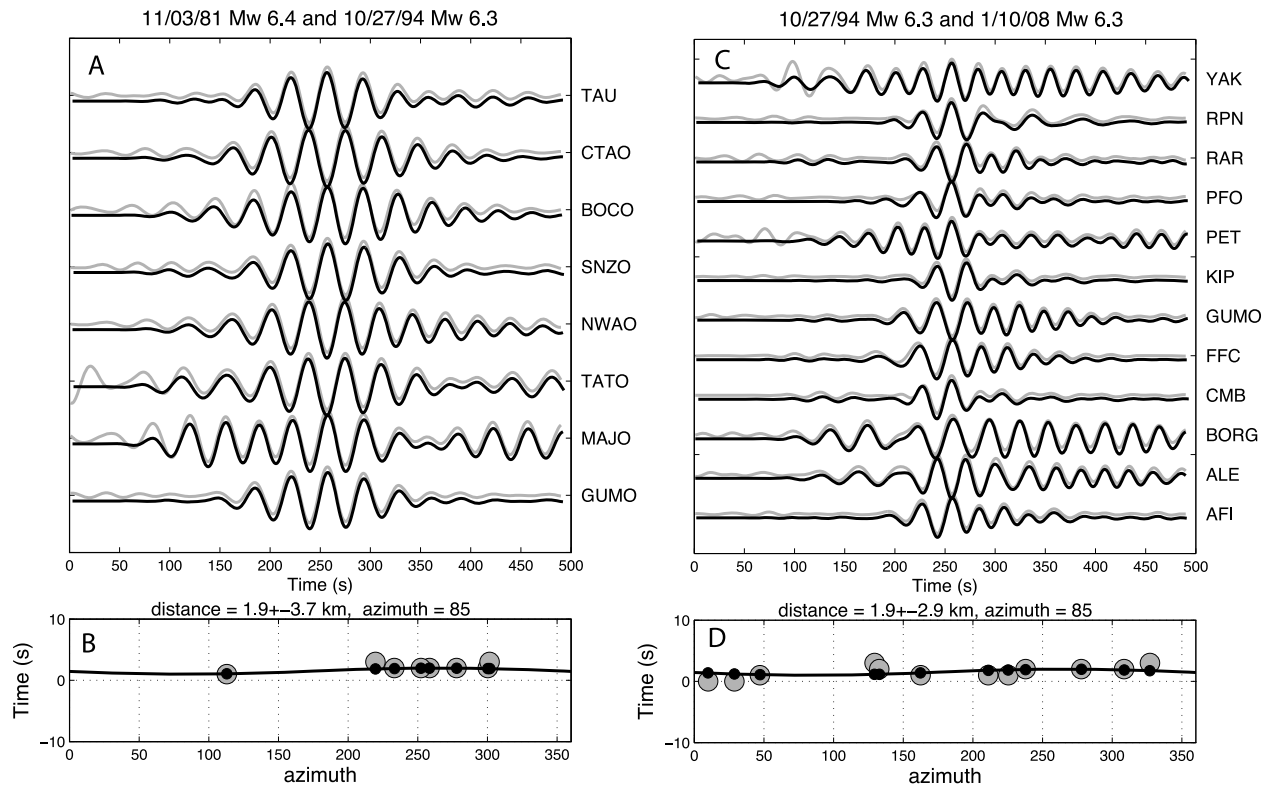 11/03/81 Mw 6.4 and 10/27/94 Mw 6.3
A
TAU
CTAO
BOCO
SNZO
NWAO
TATO
MAJO
GUMO
0 50 100 150 200 250 300 350 400 450 500
Time (s)
distance = 1.9+−3.7 km, azimuth = 85
B
10
0
−10
Time (s)
0 50 100 150 200 250 300 350
azimuth
10/27/94 Mw 6.3 and 1/10/08 Mw 6.3
C
YAK
RPN
RAR
PFO
PET
KIP
GUMO
FFC
CMB
BORG
ALE
AFI
0 50 100 150 200 250 300 350 400 450 500
Time (s)
distance = 1.9+−2.9 km, azimuth = 85
D
10
0
−10
Time (s)
0 50 100 150 200 250 300 350
azimuth